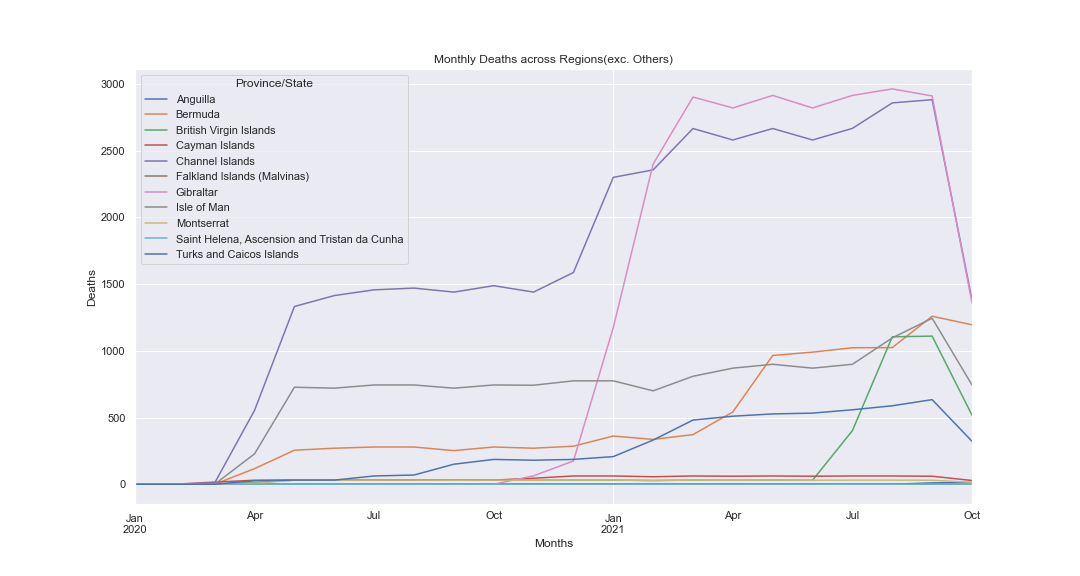 Monthly Deaths across Regions(exc. Others)
3000
2500
2000
1500
1000
500
0
Deaths
Province/State
Anguilla
Bermuda
British Virgin Islands
Cayman Islands
Channel Islands
Falkland Islands (Malvinas)
Gibraltar
Isle of Man
Montserrat
Saint Helena, Ascension and Tristan da Cunha
Turks and Caicos Islands
Jan Apr Jul Oct Jan Apr Jul Oct
2020 2021
Months